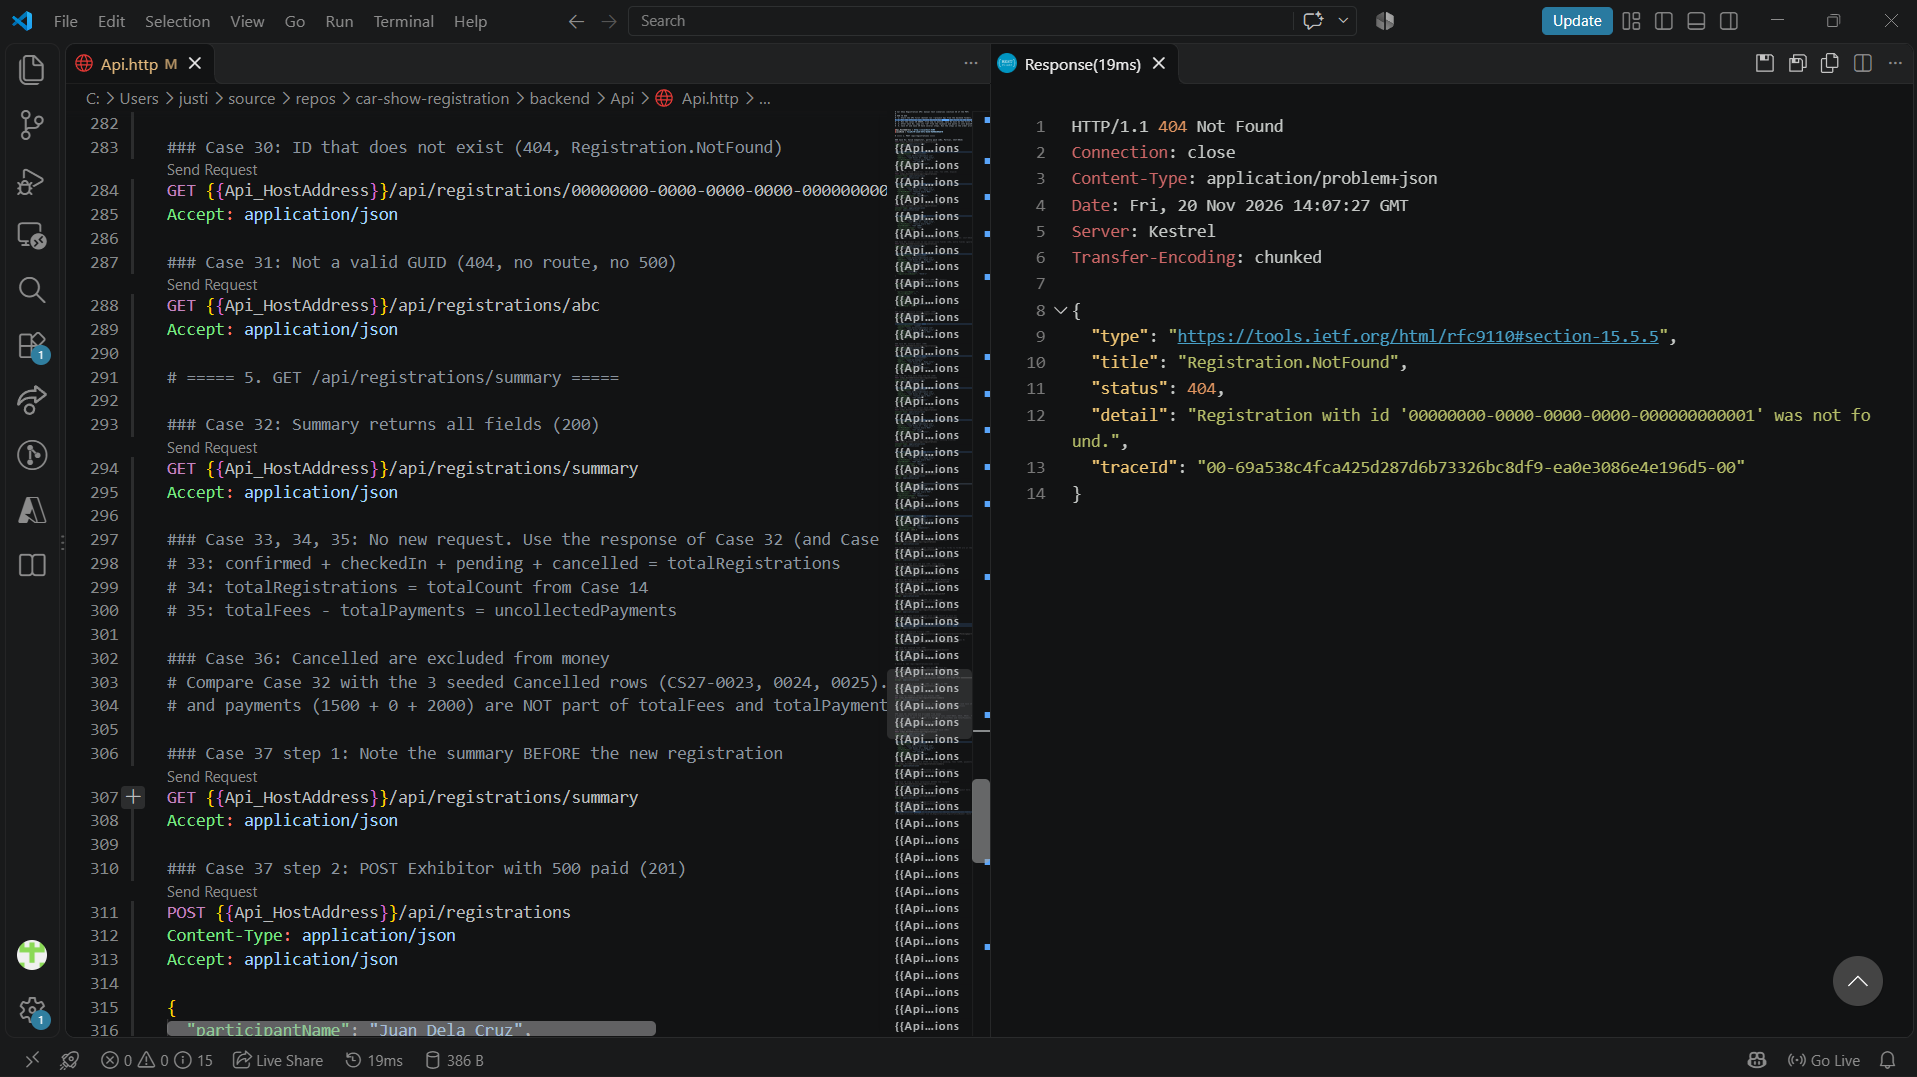 File Edit Selection View Go Run Terminal Help
Search
Update
Api.http M
Response(19ms)
C: > Users > justi > source > repos > car-show-registration > backend > Api > Api.http > ...
282
283 ### Case 30: ID that does not exist (404, Registration.NotFound)
Send Request
284 GET {{Api_HostAddress}}/api/registrations/00000000-0000-0000-0000-000000000
285 Accept: application/json
286
287 ### Case 31: Not a valid GUID (404, no route, no 500)
Send Request
288 GET {{Api_HostAddress}}/api/registrations/abc
289 Accept: application/json
290
291 # ===== 5. GET /api/registrations/summary =====
292
293 ### Case 32: Summary returns all fields (200)
Send Request
294 GET {{Api_HostAddress}}/api/registrations/summary
295 Accept: application/json
296
297 ### Case 33, 34, 35: No new request. Use the response of Case 32 (and Case
298 # 33: confirmed + checkedIn + pending + cancelled = totalRegistrations
299 # 34: totalRegistrations = totalCount from Case 14
300 # 35: totalFees - totalPayments = uncollectedPayments
301
302 ### Case 36: Cancelled are excluded from money
303 # Compare Case 32 with the 3 seeded Cancelled rows (CS27-0023, 0024, 0025).
304 # and payments (1500 + 0 + 2000) are NOT part of totalFees and totalPayment
305
306 ### Case 37 step 1: Note the summary BEFORE the new registration
Send Request
307 GET {{Api_HostAddress}}/api/registrations/summary
308 Accept: application/json
309
310 ### Case 37 step 2: POST Exhibitor with 500 paid (201)
Send Request
311 POST {{Api_HostAddress}}/api/registrations
312 Content-Type: application/json
313 Accept: application/json
314
315 {
316 "participantName": "Juan Dela Cruz",
1 HTTP/1.1 404 Not Found
2 Connection: close
3 Content-Type: application/problem+json
4 Date: Fri, 20 Nov 2026 14:07:27 GMT
5 Server: Kestrel
6 Transfer-Encoding: chunked
7
8 {
9 "type": "https://tools.ietf.org/html/rfc9110#section-15.5.5",
10 "title": "Registration.NotFound",
11 "status": 404,
12 "detail": "Registration with id '00000000-0000-0000-0000-000000000001' was not fo
und.",
13 "traceId": "00-69a538c4fca425d287d6b73326bc8df9-ea0e3086e4e196d5-00"
14 }
1
1
0 0 15 Live Share 19ms 386 B
Go Live